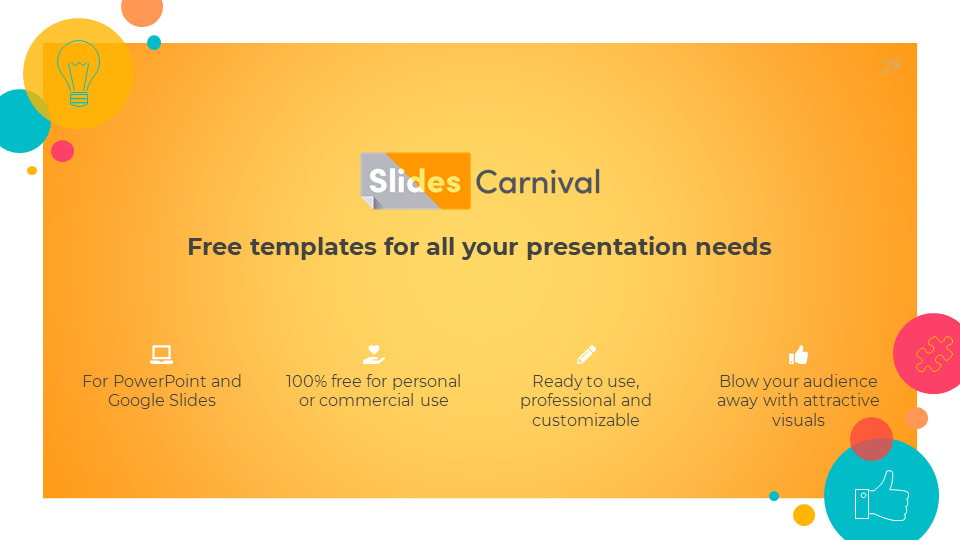 Slides Carnival
Free templates for all your presentation needs
For PowerPoint and
Google Slides
100% free for personal
or commercial use
Ready to use,
professional and
customizable
Blow your audience
away with attractive
visuals